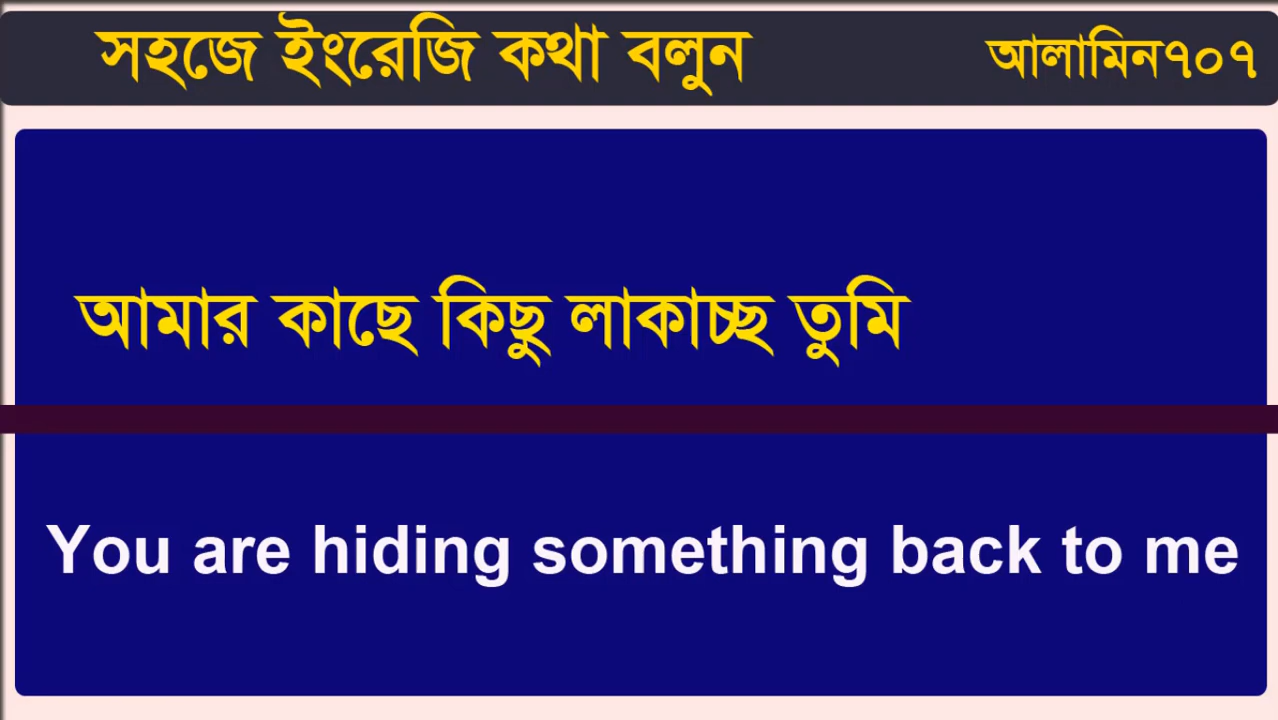 সহজে ইংরেজি কথা বলুন আলামিন৭০৭
আমার কাছে কিছু লাকাচ্ছ তুমি
You are hiding something back to me